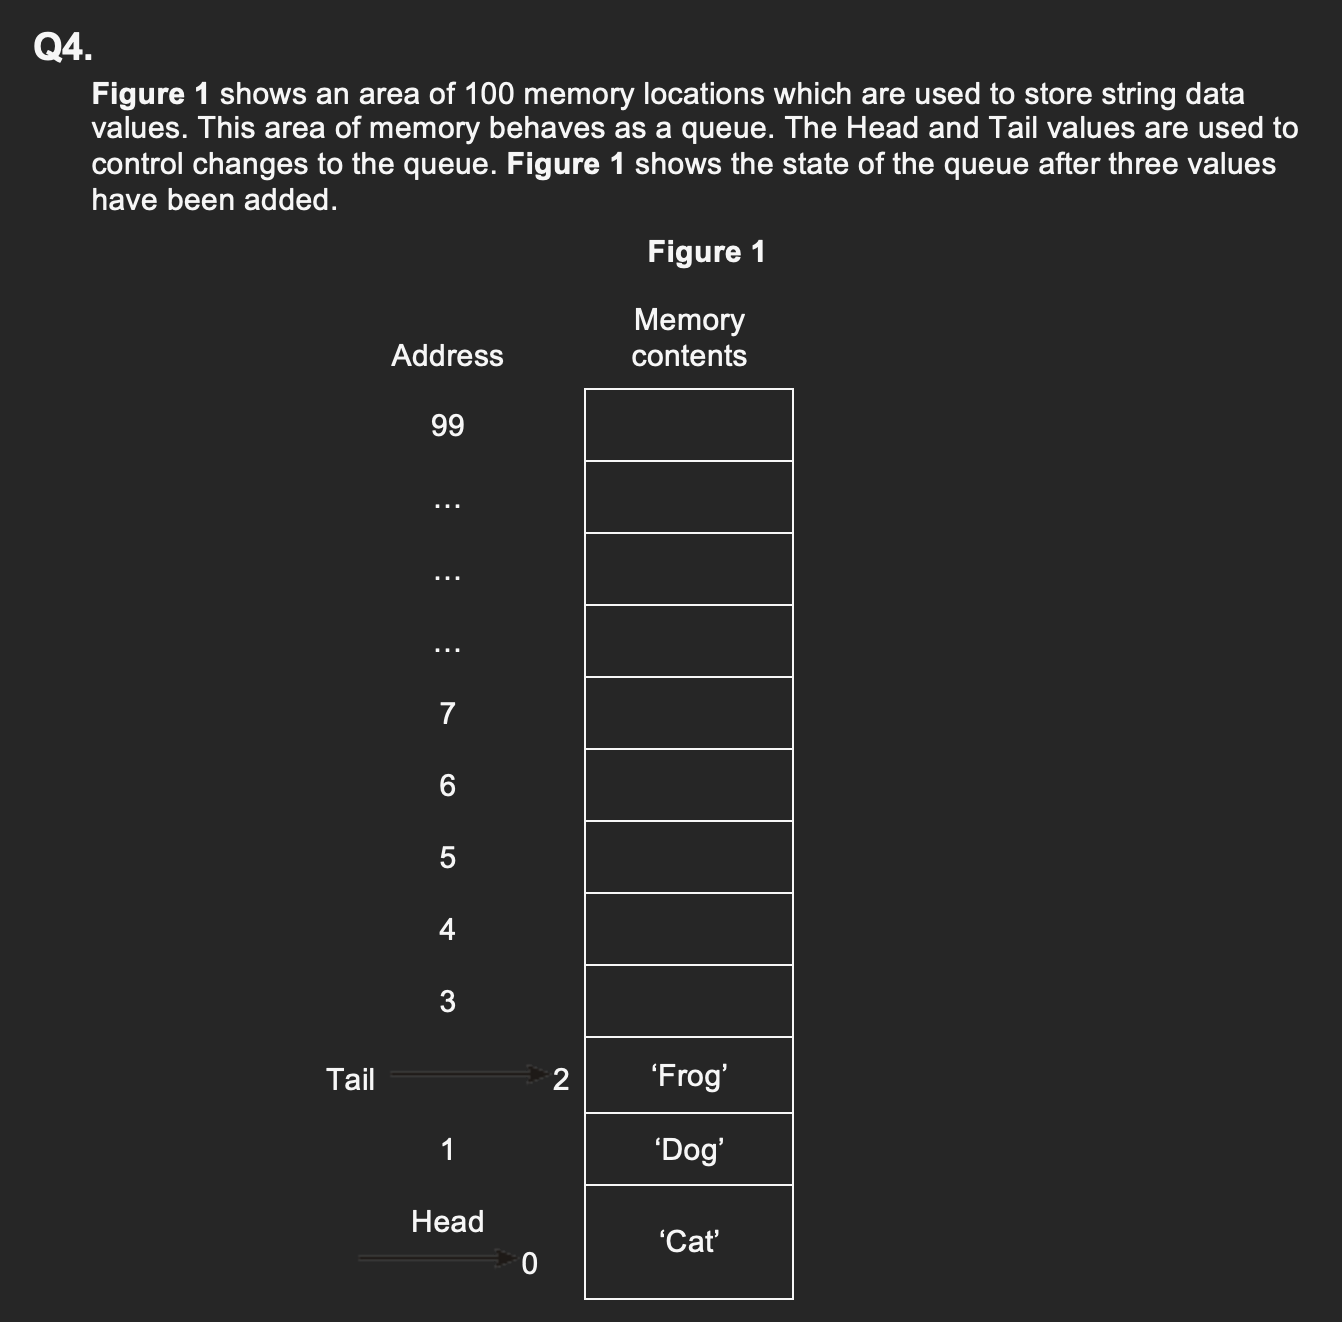 Q4.
Figure 1 shows an area of 100 memory locations which are used to store string data
values. This area of memory behaves as a queue. The Head and Tail values are used to
control changes to the queue. Figure 1 shows the state of the queue after three values
have been added.
Figure 1
Memory
Address contents
99
...
...
...
7
6
5
4
3
Tail 2 ‘Frog’
1 ‘Dog’
Head
0 ‘Cat’